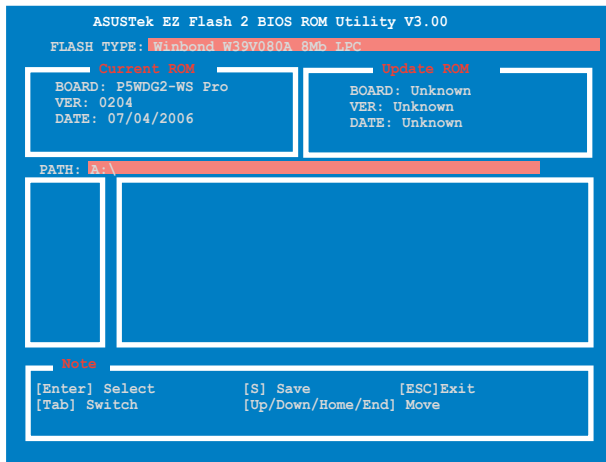 ASUSTek EZ Flash 2 BIOS ROM Utility V3.00
FLASH TYPE: Winbond W39V080A 8Mb LPC
Current ROM
BOARD: P5WDG2-WS Pro
VER: 0204
DATE: 07/04/2006
Update ROM
BOARD: Unknown
VER: Unknown
DATE: Unknown
PATH: A:\
Note
[Enter] Select [S] Save [ESC]Exit
[Tab] Switch [Up/Down/Home/End] Move